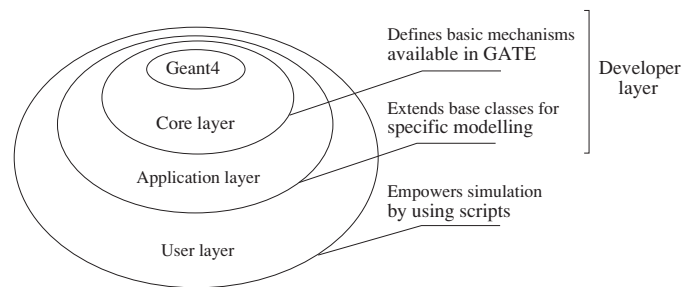 Geant4
Core layer
Application layer
User layer
Defines basic mechanisms
available in GATE
Extends base classes for
specific modelling
Empowers simulation
by using scripts
Developer
layer